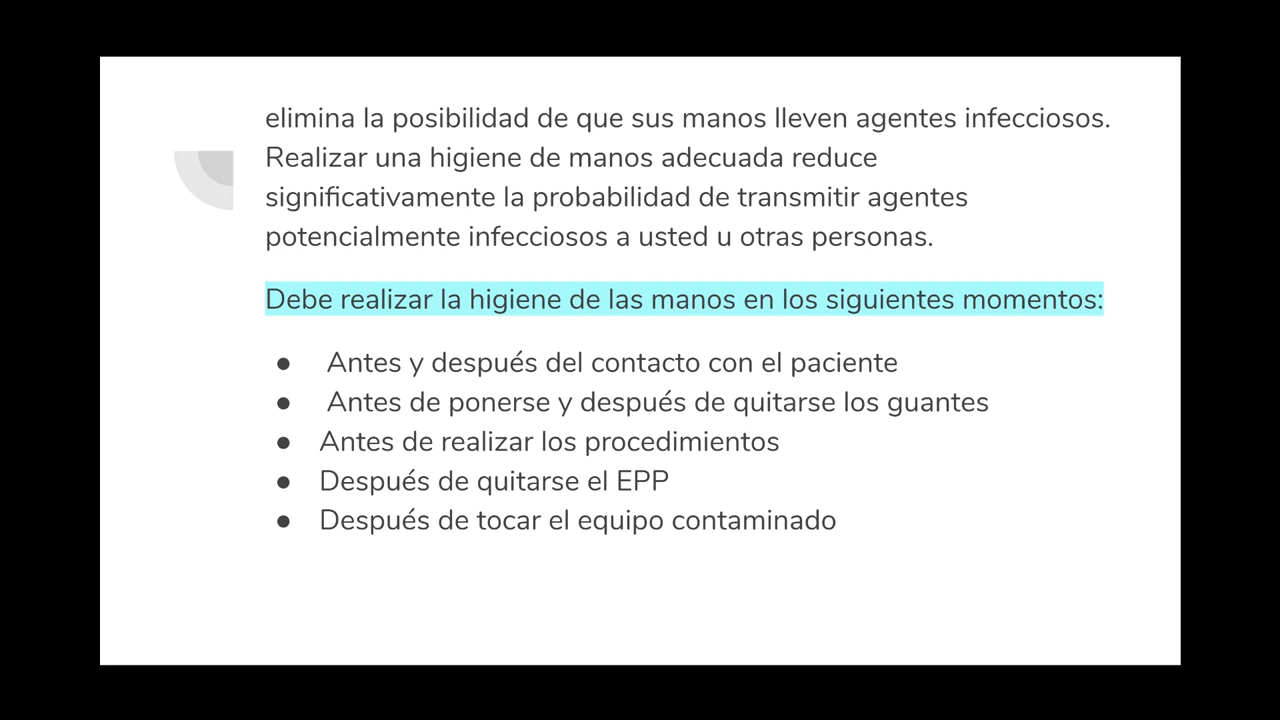 elimina la posibilidad de que sus manos lleven agentes infecciosos.
Realizar una higiene de manos adecuada reduce
significativamente la probabilidad de transmitir agentes
potencialmente infecciosos a usted u otras personas.
Debe realizar la higiene de las manos en los siguientes momentos:
● Antes y después del contacto con el paciente
● Antes de ponerse y después de quitarse los guantes
● Antes de realizar los procedimientos
● Después de quitarse el EPP
● Después de tocar el equipo contaminado